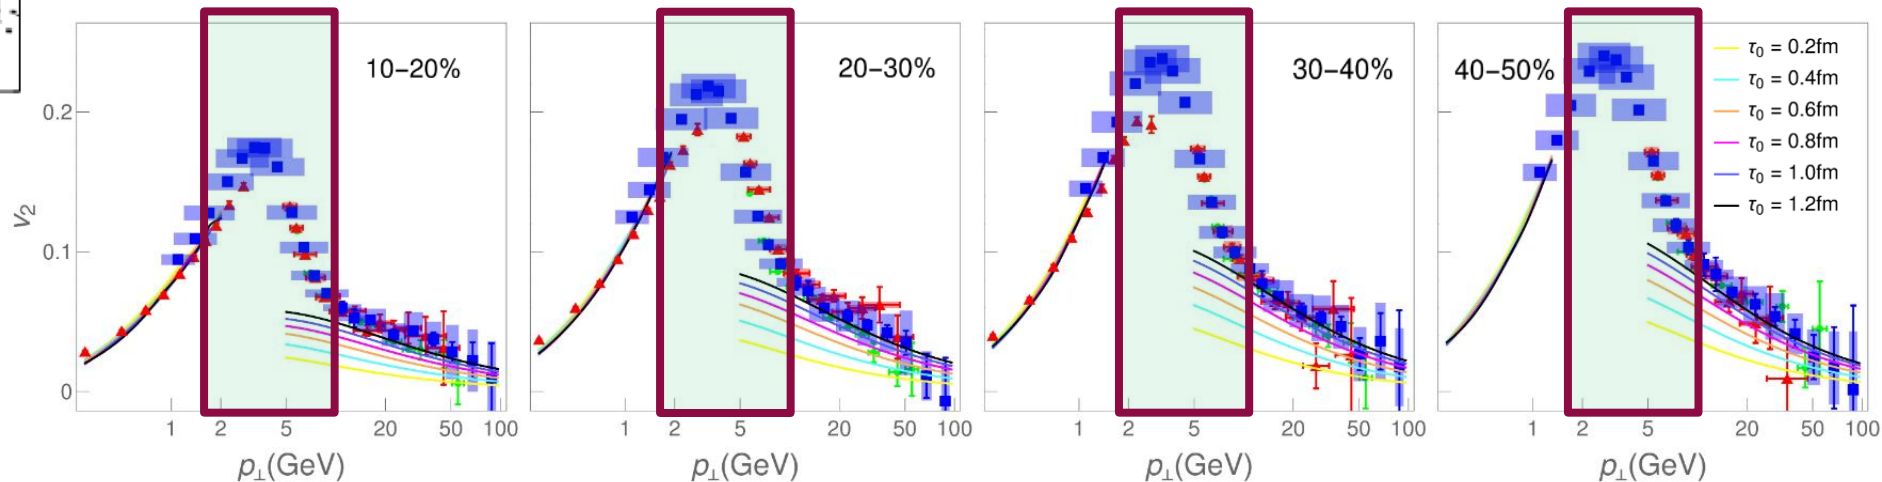 10–20%
20–30%
30–40%
40–50%
τ₀ = 0.2fm
τ₀ = 0.4fm
τ₀ = 0.6fm
τ₀ = 0.8fm
τ₀ = 1.0fm
τ₀ = 1.2fm
v₂
0.2
0.1
0
1 2 5 20 50 100
1 2 5 20 50 100
1 2 5 20 50 100
1 2 5 20 50 100
p⊥(GeV)
p⊥(GeV)
p⊥(GeV)
p⊥(GeV)